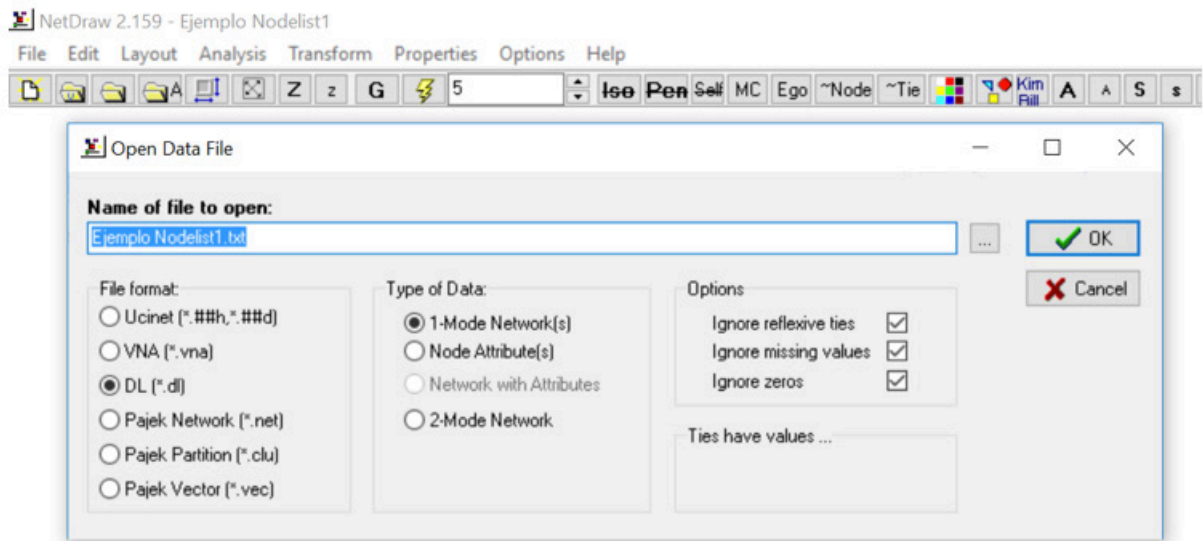 NetDraw 2.159 - Ejemplo Nodelist1
File Edit Layout Analysis Transform Properties Options Help
A Z z G 5 Iso Pen Self MC Ego ~Node ~Tie Kim Rill A A S s
Open Data File
Name of file to open:
Ejemplo Nodelist1.txt
...
OK
Cancel
File format:
Ucinet (*.##h,*.##d)
VNA (*.vna)
DL (*.dl)
Pajek Network (*.net)
Pajek Partition (*.clu)
Pajek Vector (*.vec)
Type of Data:
1-Mode Network(s)
Node Attribute(s)
Network with Attributes
2-Mode Network
Options
Ignore reflexive ties
Ignore missing values
Ignore zeros
Ties have values ...